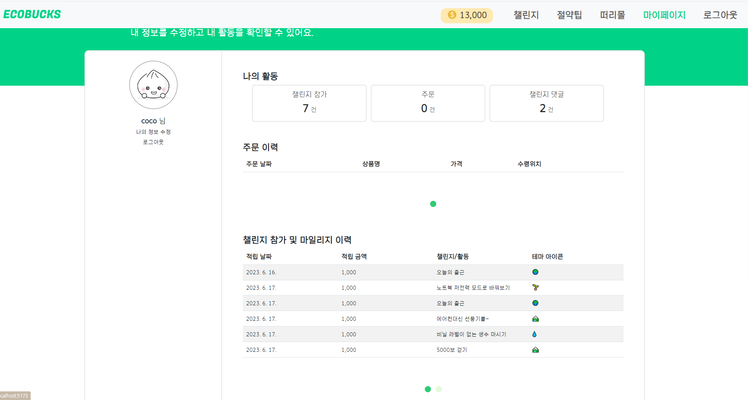 ECOBUCKS
13,000 챌린지 절약팁 떠리몰 마이페이지 로그아웃
내 정보를 수정하고 내 활동을 확인할 수 있어요.
coco 님
나의 정보 수정
로그아웃
나의 활동
챌린지 참가 주문 챌린지 댓글
7 건 0 건 2 건
주문 이력
주문 날짜 상품명 가격 수령위치
챌린지 참가 및 마일리지 이력
적립 날짜 적립 금액 챌린지/활동 테마 아이콘
2023. 6. 16. 1,000 오늘의 출근
2023. 6. 17. 1,000 노트북 저전력 모드로 바꿔보기
2023. 6. 17. 1,000 오늘의 출근
2023. 6. 17. 1,000 에어컨대신 선풍기를~
2023. 6. 17. 1,000 비닐 라벨이 없는 생수 마시기
2023. 6. 17. 1,000 5000보 걷기
calhost:5173